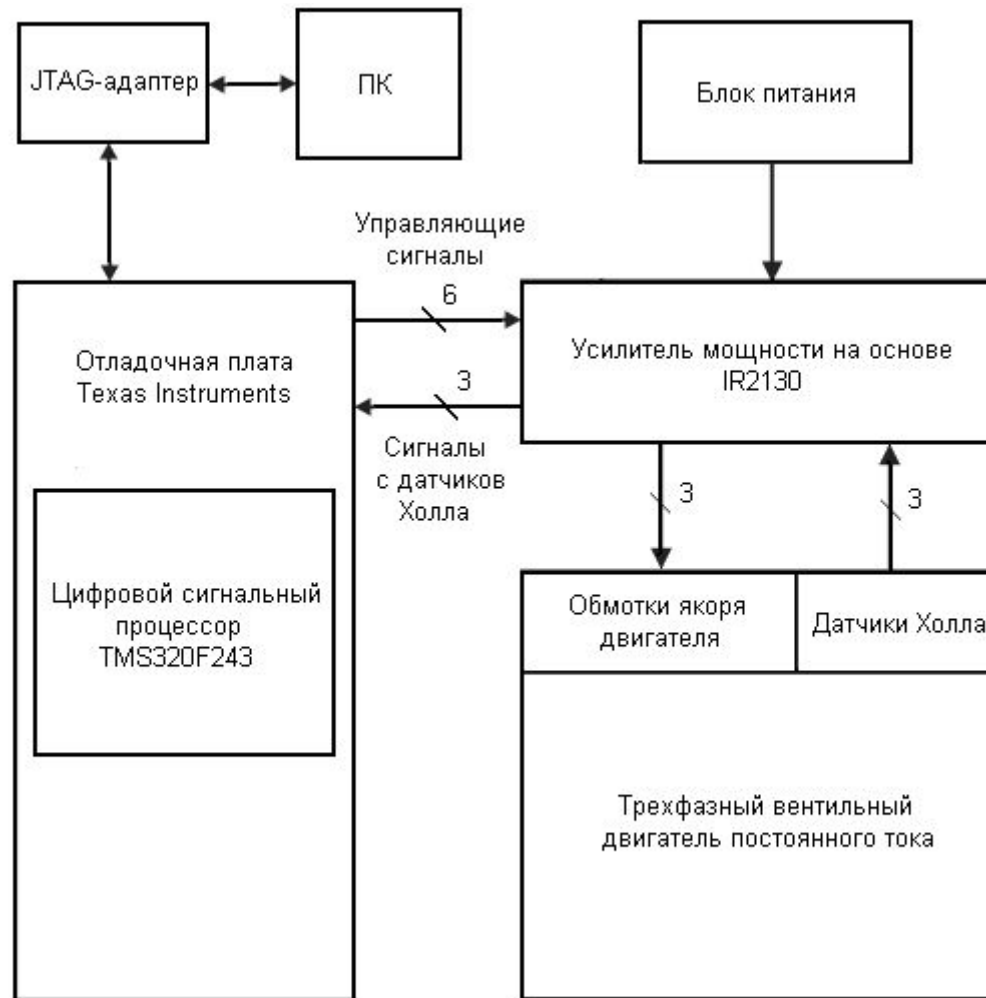 JTAG-адаптер
ПК
Блок питания
Управляющие
сигналы
6
Отладочная плата
Texas Instruments
Усилитель мощности на основе
IR2130
3
Сигналы
с датчиков
Холла
3
3
Цифровой сигнальный
процессор
TMS320F243
Обмотки якоря
двигателя
Датчики Холла
Трехфазный вентильный
двигатель постоянного тока